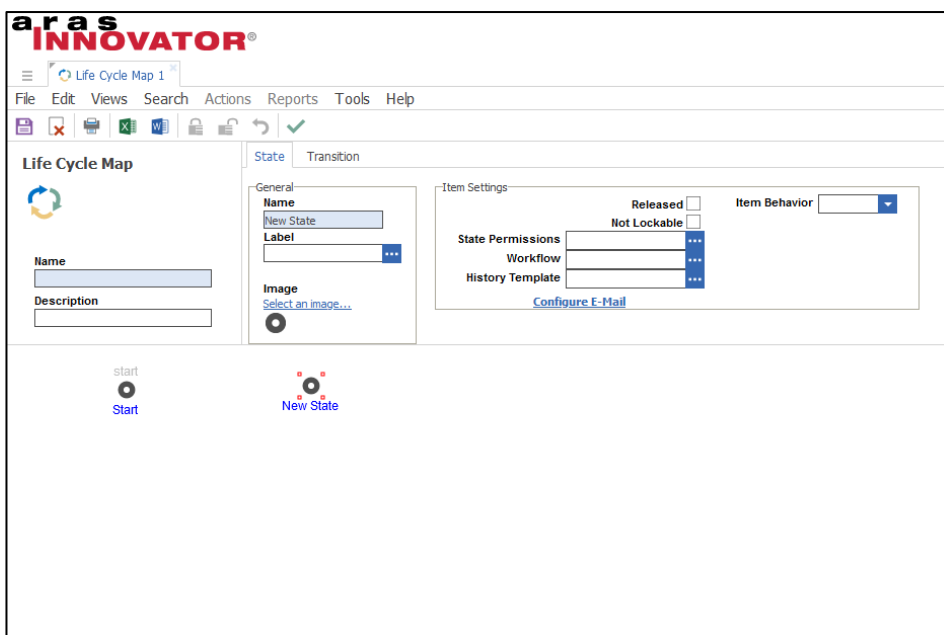 aras
INNOVATOR®
Life Cycle Map 1
File Edit Views Search Actions Reports Tools Help
Life Cycle Map
Name
Description
State Transition
General
Name
New State
Label
Image
Select an image...
Item Settings
Released
Not Lockable
State Permissions
Workflow
History Template
Configure E-Mail
Item Behavior
start
Start
New State